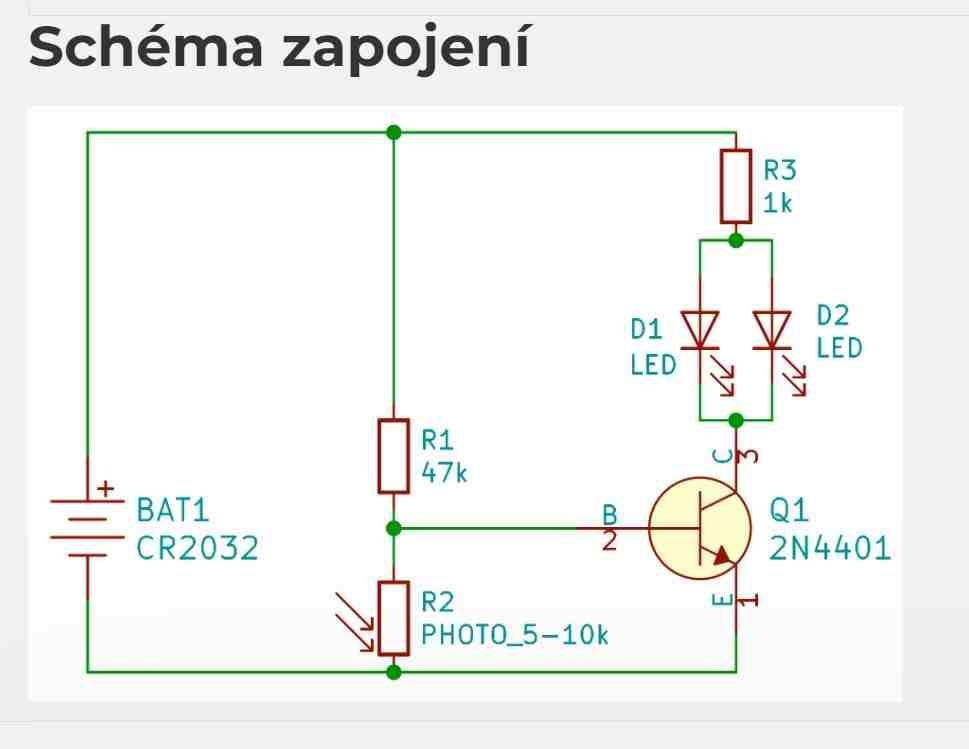 Schéma zapojení
R3
1k
D1
LED
D2
LED
C
3
R1
47k
+
BAT1
CR2032
B
2
Q1
2N4401
E
1
R2
PHOTO_5-10k